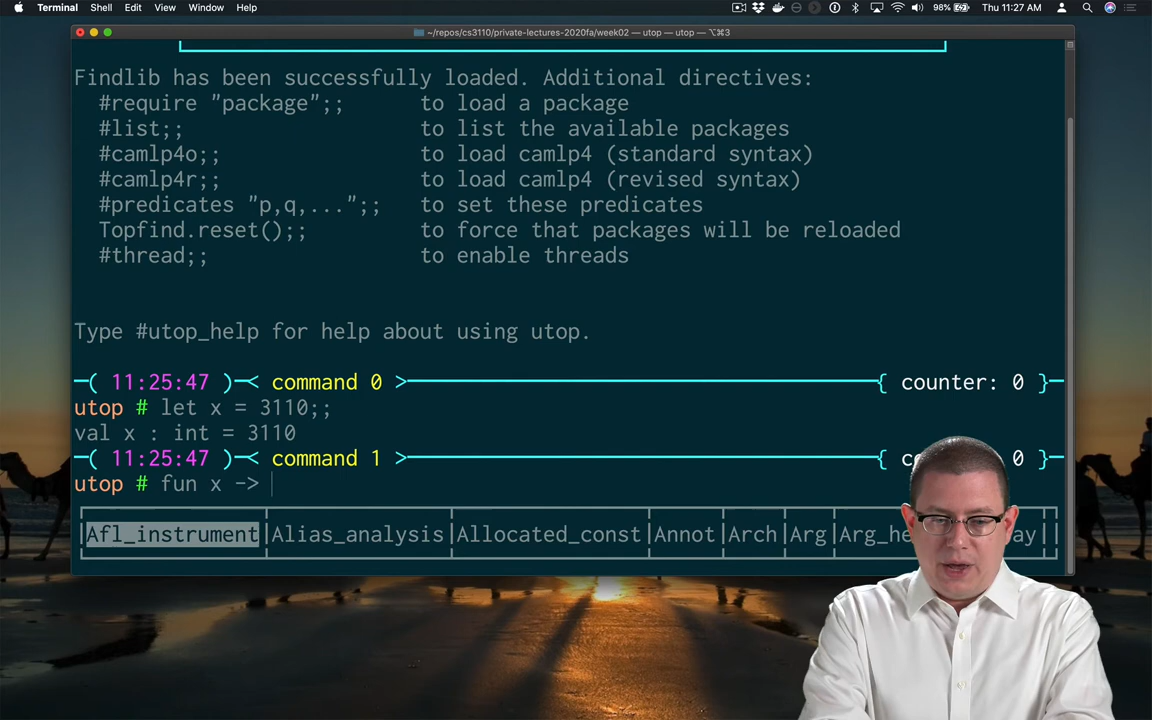 Terminal Shell Edit View Window Help 98% Thu 11:27 AM
~/repos/cs3110/private-lectures-2020fa/week02 — utop — utop — ⌥⌘3
Findlib has been successfully loaded. Additional directives:
#require "package";; to load a package
#list;; to list the available packages
#camlp4o;; to load camlp4 (standard syntax)
#camlp4r;; to load camlp4 (revised syntax)
#predicates "p,q,...";; to set these predicates
Topfind.reset();; to force that packages will be reloaded
#thread;; to enable threads
Type #utop_help for help about using utop.
─( 11:25:47 )─< command 0 >─{ counter: 0 }─
utop # let x = 3110;;
val x : int = 3110
─( 11:25:47 )─< command 1 >─{ 0 }─
utop # fun x ->
Afl_instrument Alias_analysis Allocated_const Annot Arch Arg